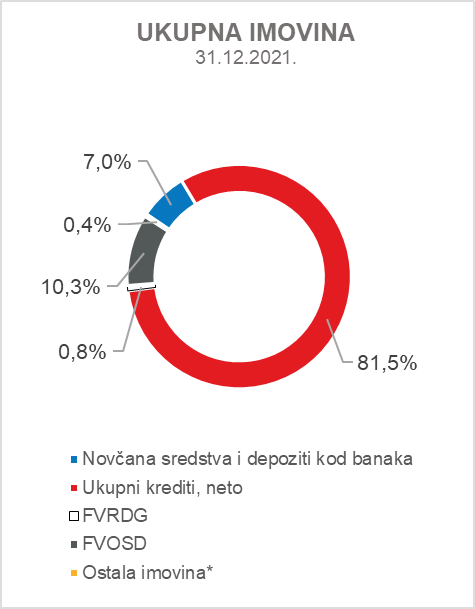 UKUPNA IMOVINA
31.12.2021.
7,0%
0,4%
10,3%
0,8%
81,5%
Novčana sredstva i depoziti kod banaka
Ukupni krediti, neto
FVRDG
FVOSD
Ostala imovina*